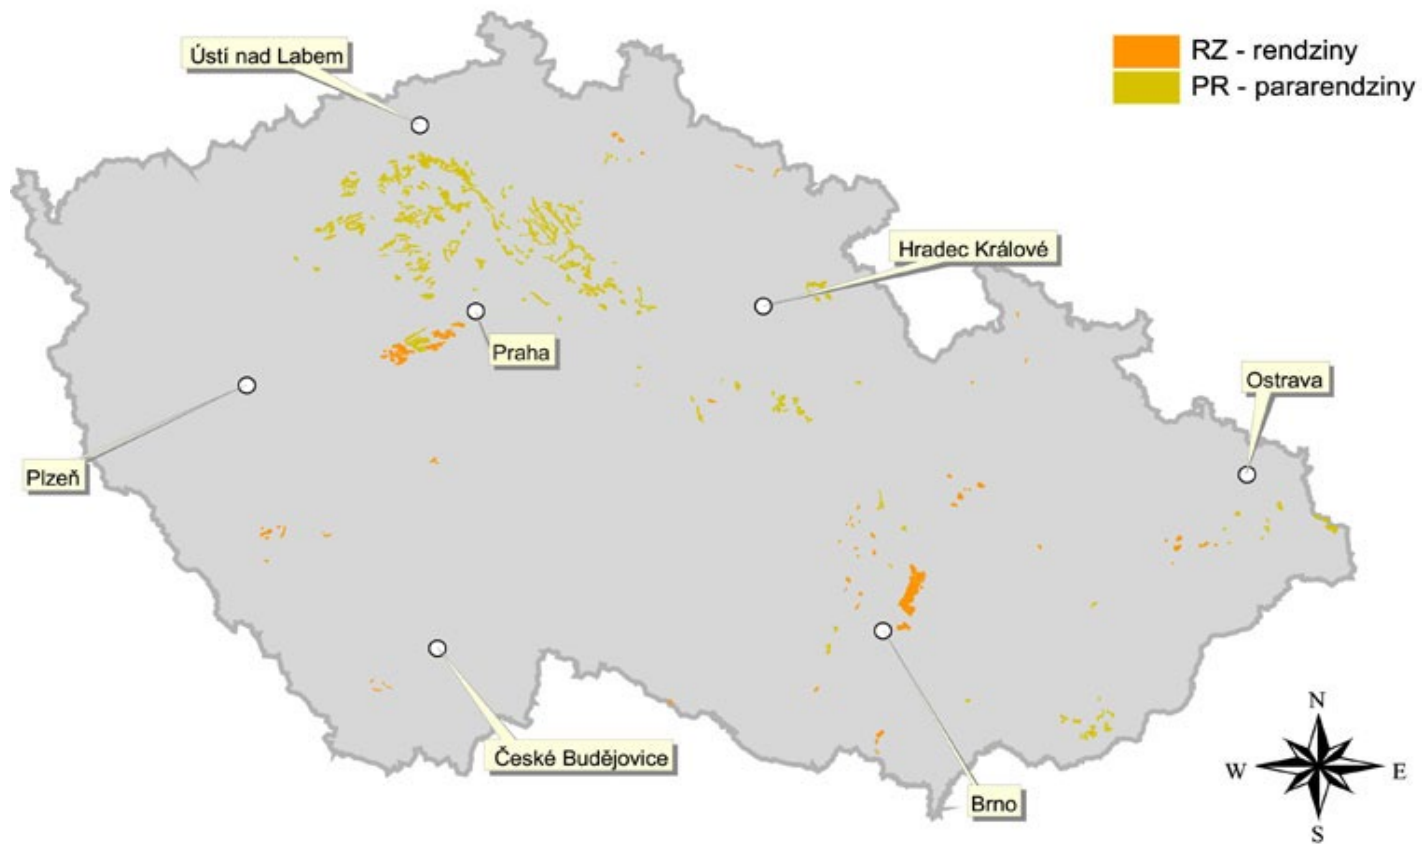 RZ - rendziny
PR - pararendziny
Ústí nad Labem
Hradec Králové
Praha
Ostrava
Plzeň
České Budějovice
Brno
N
W
E
S